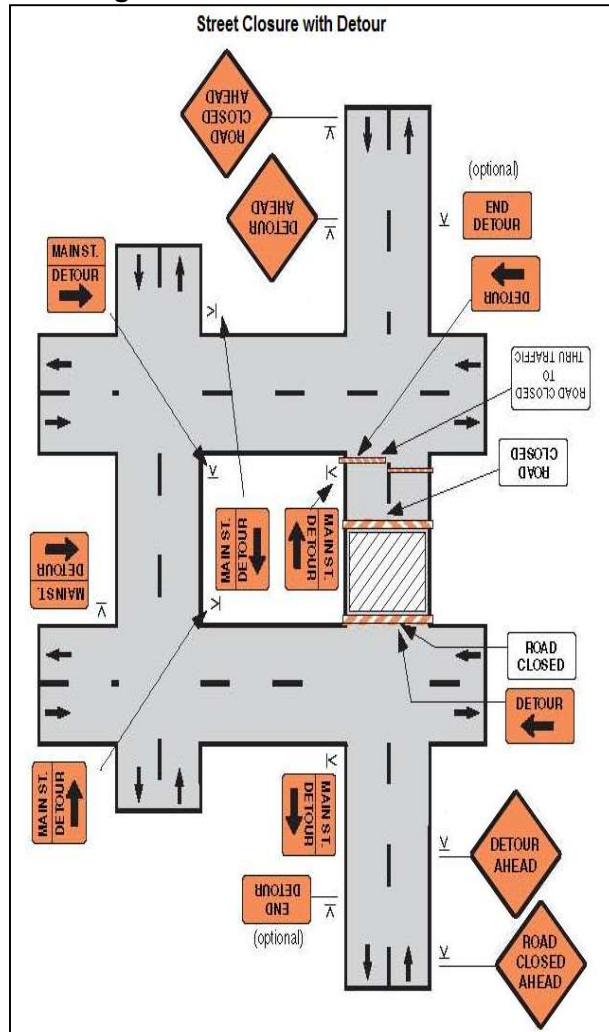 Street Closure with Detour
ROAD
CLOSED
AHEAD
DETOUR
AHEAD
(optional)
END
DETOUR
MAIN ST.
DETOUR
DETOUR
ROAD CLOSED
TO
THRU TRAFFIC
ROAD
CLOSED
MAIN ST.
DETOUR
MAIN ST.
DETOUR
MAIN ST.
DETOUR
ROAD
CLOSED
DETOUR
MAIN ST.
DETOUR
MAIN ST.
DETOUR
DETOUR
AHEAD
END
DETOUR
(optional)
ROAD
CLOSED
AHEAD